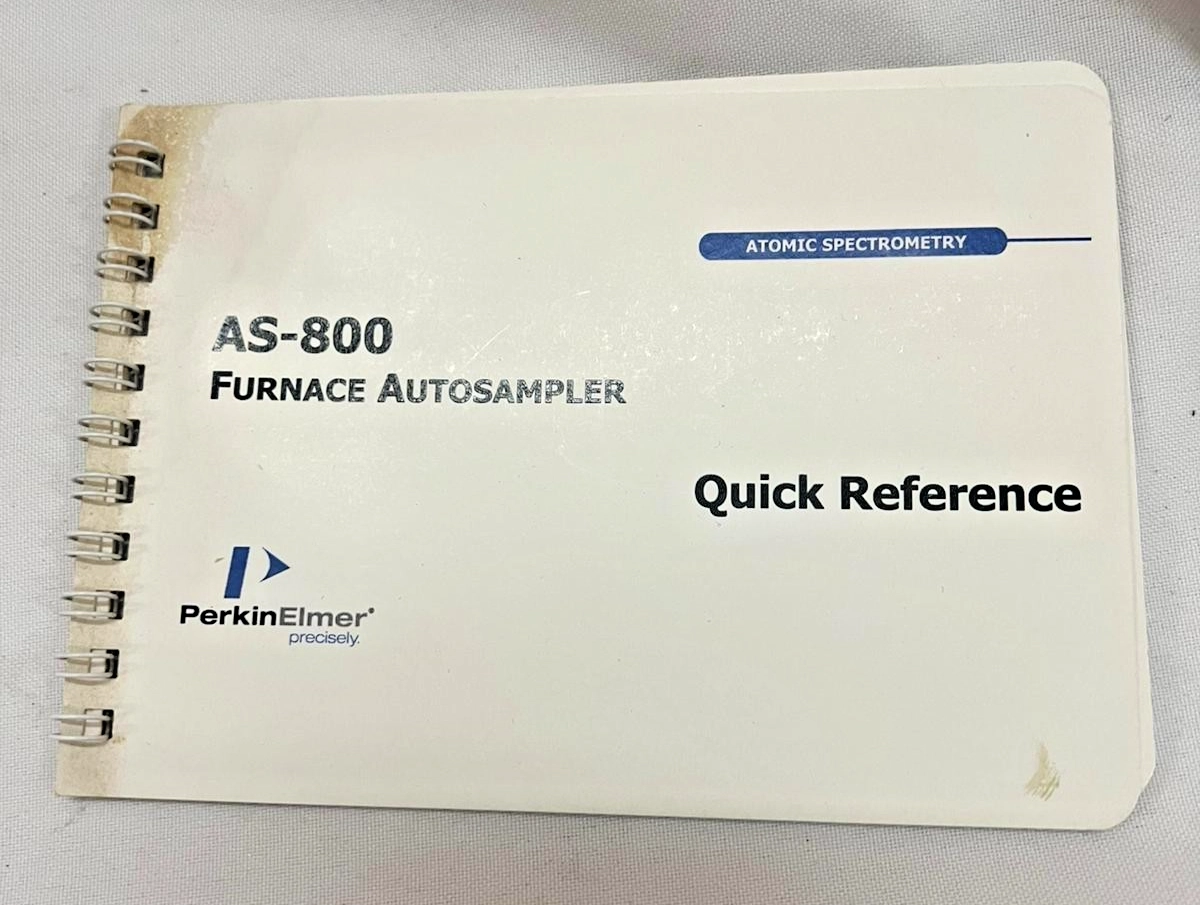 ATOMIC SPECTROMETRY
AS-800
FURNACE AUTOSAMPLER
Quick Reference
PerkinElmer®
precisely.